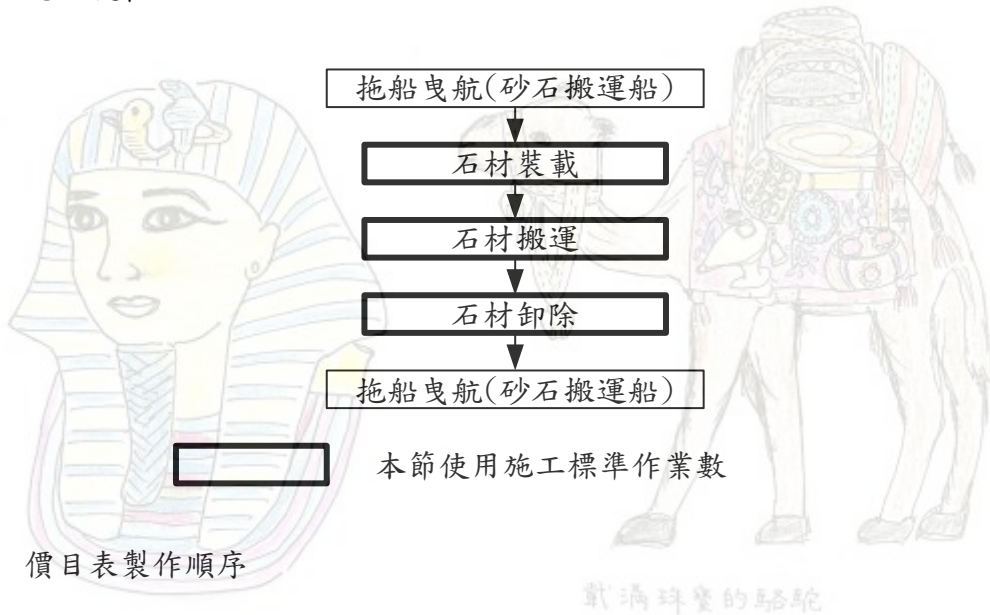 拖船曳航(砂石搬運船)
石材裝載
石材搬運
石材卸除
拖船曳航(砂石搬運船)
本節使用施工標準作業數
價目表製作順序
載滿珠寶的駱駝